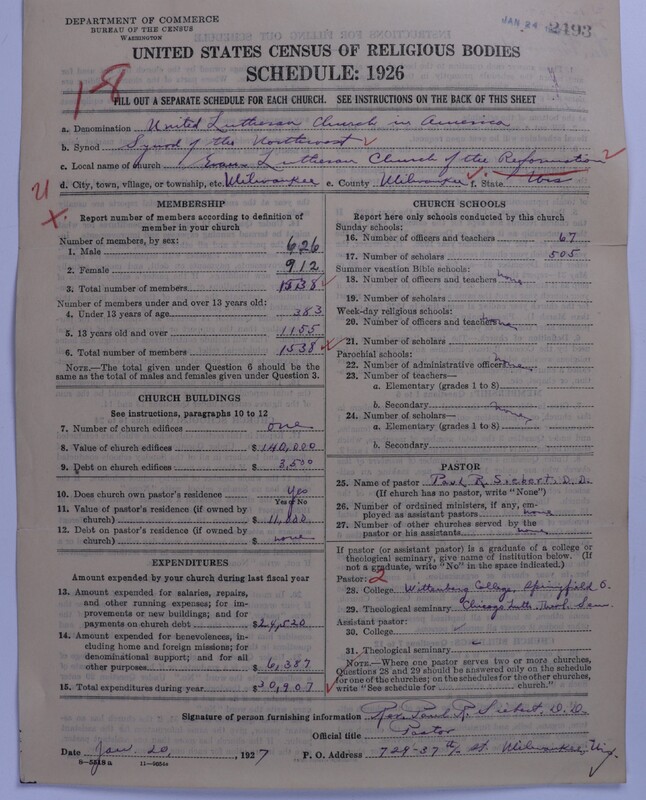 DEPARTMENT OF COMMERCE
BUREAU OF THE CENSUS
WASHINGTON
JAN 24
2493
UNITED STATES CENSUS OF RELIGIOUS BODIES
SCHEDULE: 1926
1-8
FILL OUT A SEPARATE SCHEDULE FOR EACH CHURCH. SEE INSTRUCTIONS ON THE BACK OF THIS SHEET
a. Denomination United Lutheran Church in America
b. Synod Synod of the Northwest
c. Local name of church Evang. Lutheran Church of the Reformation
d. City, town, village, or township, etc. Milwaukee e. County Milwaukee f. State Wis
MEMBERSHIP
Report number of members according to definition of
member in your church
Number of members, by sex:
1. Male 626
2. Female 912
3. Total number of members 1538
Number of members under and over 13 years old:
4. Under 13 years of age 383
5. 13 years old and over 1155
6. Total number of members 1538
NOTE.—The total given under Question 6 should be the
same as the total of males and females given under Question 3.
CHURCH BUILDINGS
See instructions, paragraphs 10 to 12
7. Number of church edifices one
8. Value of church edifices $ 140,000
9. Debt on church edifices $ 3,500
10. Does church own pastor's residence Yes
Yes or No
11. Value of pastor's residence (if owned by
church) $ 11,000
12. Debt on pastor's residence (if owned by
church) $ none
EXPENDITURES
Amount expended by your church during last fiscal year
13. Amount expended for salaries, repairs,
and other running expenses; for im-
provements or new buildings; and for
payments on church debt $ 24,520
14. Amount expended for benevolences, in-
cluding home and foreign missions; for
denominational support; and for all
other purposes $ 6,387
15. Total expenditures during year $ 30,907
CHURCH SCHOOLS
Report here only schools conducted by this church
Sunday schools:
16. Number of officers and teachers 67
17. Number of scholars 505
Summer vacation Bible schools:
18. Number of officers and teachers none
19. Number of scholars
Week-day religious schools:
20. Number of officers and teachers none
21. Number of scholars
Parochial schools:
22. Number of administrative officers none
23. Number of teachers—
a. Elementary (grades 1 to 8)
b. Secondary none
24. Number of scholars—
a. Elementary (grades 1 to 8)
b. Secondary
PASTOR
25. Name of pastor Paul R. Siebert, D.D.
(If church has no pastor, write "None")
26. Number of ordained ministers, if any, em-
ployed as assistant pastors none
27. Number of other churches served by the
pastor or his assistants none
If pastor (or assistant pastor) is a graduate of a college or
theological seminary, give name of institution below. (If
not a graduate, write "No" in the space indicated.)
Pastor: 2
28. College Wittenberg College, Springfield O.
29. Theological seminary Chicago Luth. Theol. Sem.
Assistant pastor:
30. College
31. Theological seminary
NOTE.—Where one pastor serves two or more churches,
Questions 28 and 29 should be answered only on the schedule
for one of the churches; on the schedules for the other churches,
write "See schedule for church."
Signature of person furnishing information Rev. Paul R. Siebert, D.D.
Official title Pastor
Date Jan. 20, 1927 P. O. Address 729-37th St. Milwaukee, Wis.
8-5518a